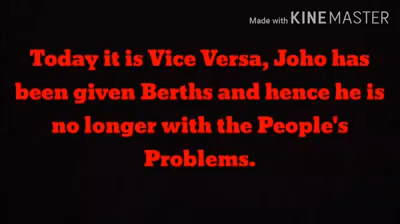 Made with KINEMASTER
Today it is Vice Versa, Joho has
been given Berths and hence he is
no longer with the People's
Problems.